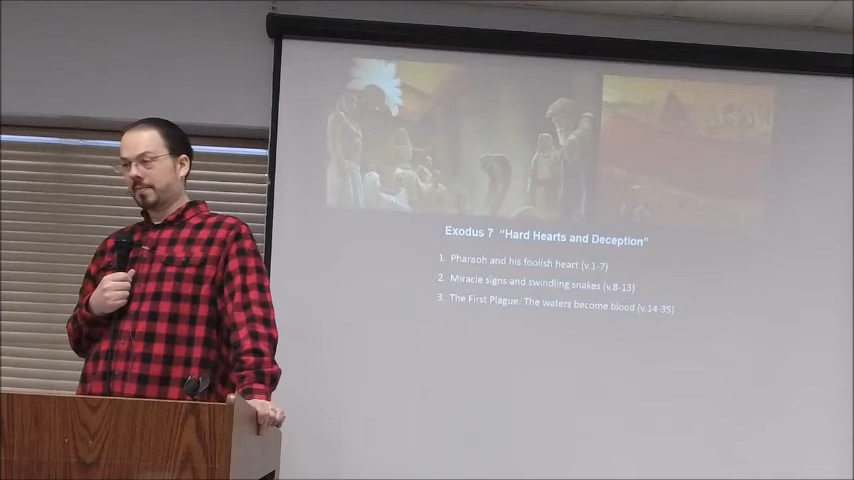 Exodus 7 "Hard Hearts and Deception"
1. Pharaoh and his foolish heart (v.1-7)
2. Miracle signs and swindling snakes (v.8-13)
3. The First Plague: The waters become blood (v.14-35)